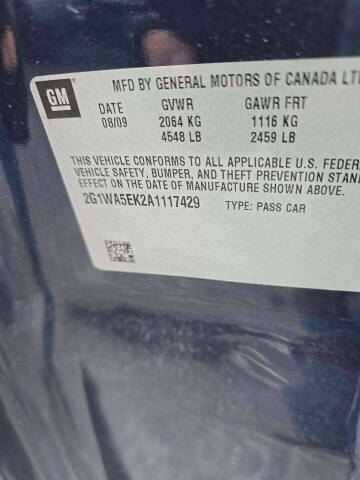 GM
MFD BY GENERAL MOTORS OF CANADA LT
DATE GVWR GAWR FRT
08/09 2064 KG 1116 KG
4548 LB 2459 LB
THIS VEHICLE CONFORMS TO ALL APPLICABLE U.S. FEDER
VEHICLE SAFETY, BUMPER, AND THEFT PREVENTION STAN
EFFECT ON THE DATE OF MANUFACTURE SHOWN ABOVE.
2G1WA5EK2A1117429 TYPE: PASS CAR